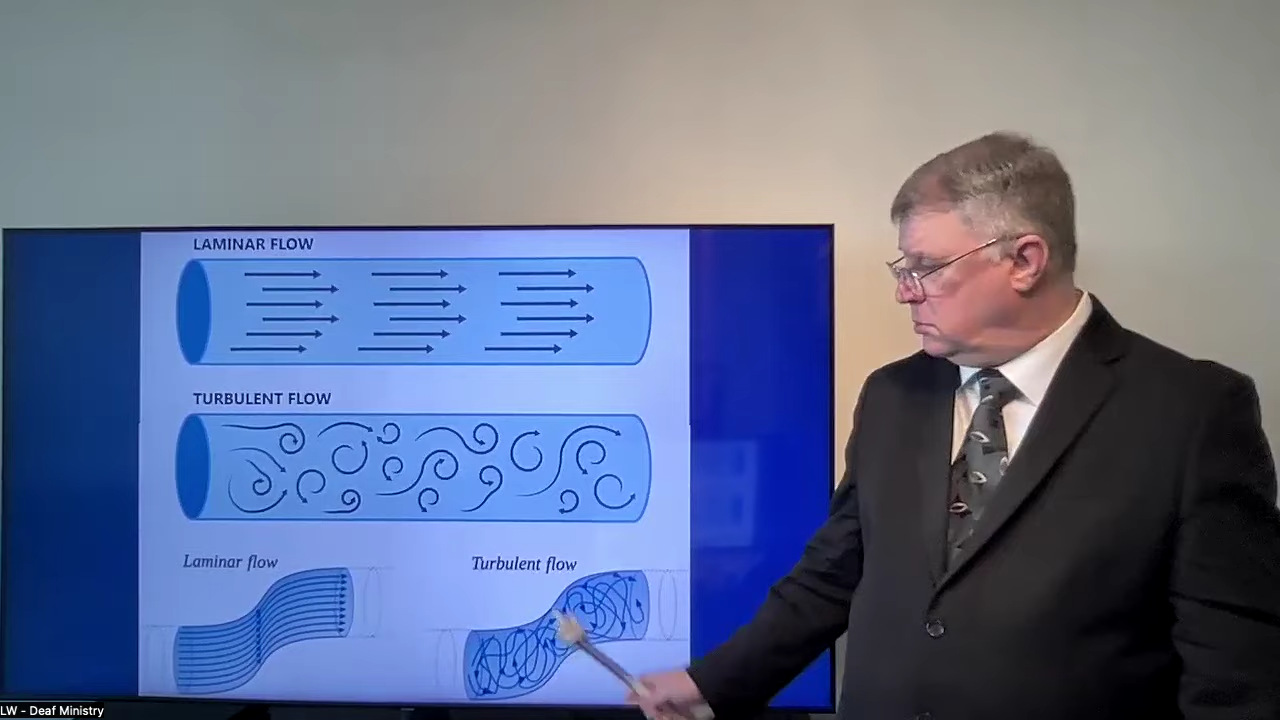 LAMINAR FLOW
TURBULENT FLOW
Laminar flow
Turbulent flow
LW - Deaf Ministry